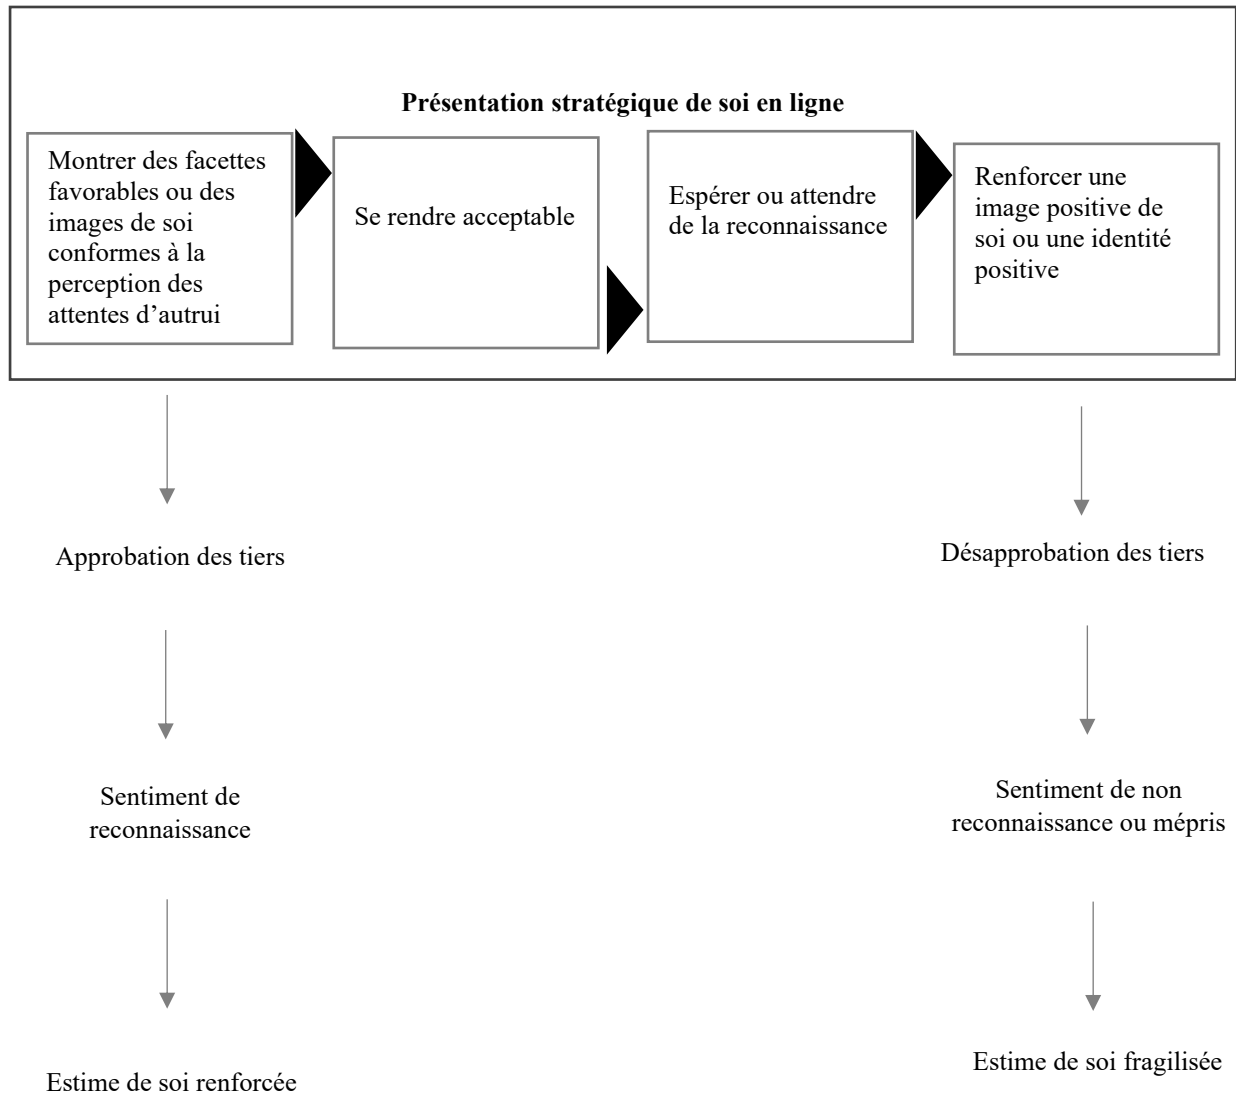 Présentation stratégique de soi en ligne
Montrer des facettes
favorables ou des
images de soi
conformes à la
perception des
attentes d’autrui
Se rendre acceptable
Espérer ou attendre
de la reconnaissance
Renforcer une
image positive de
soi ou une identité
positive
Approbation des tiers
Désapprobation des tiers
Sentiment de
reconnaissance
Sentiment de non
reconnaissance ou mépris
Estime de soi renforcée
Estime de soi fragilisée